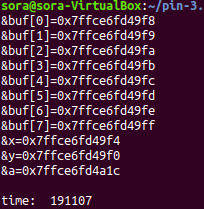 sora@sora-VirtualBox:~/pin-3.
&buf[0]=0x7ffce6fd49f8
&buf[1]=0x7ffce6fd49f9
&buf[2]=0x7ffce6fd49fa
&buf[3]=0x7ffce6fd49fb
&buf[4]=0x7ffce6fd49fc
&buf[5]=0x7ffce6fd49fd
&buf[6]=0x7ffce6fd49fe
&buf[7]=0x7ffce6fd49ff
&x=0x7ffce6fd49f4
&y=0x7ffce6fd49f0
&a=0x7ffce6fd4a1c
time:  191107